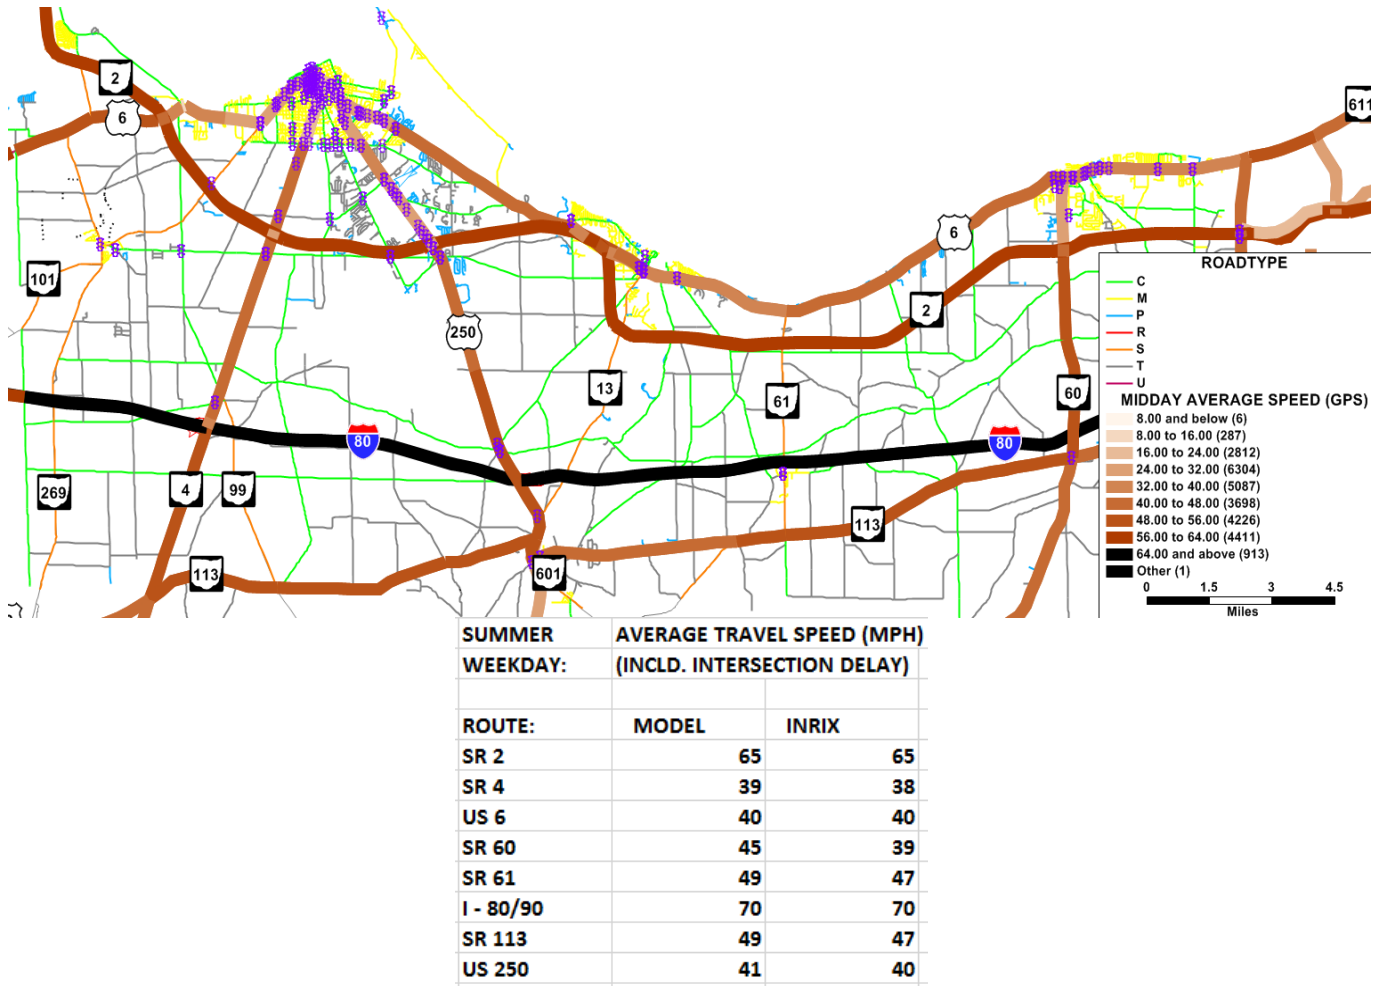 2
6
611
6
101
2
250
13
61
60
80
80
269
4
99
113
113
601
ROADTYPE
C
M
P
R
S
T
U
MIDDAY AVERAGE SPEED (GPS)
8.00 and below (6)
8.00 to 16.00 (287)
16.00 to 24.00 (2812)
24.00 to 32.00 (6304)
32.00 to 40.00 (5087)
40.00 to 48.00 (3698)
48.00 to 56.00 (4226)
56.00 to 64.00 (4411)
64.00 and above (913)
Other (1)
0 1.5 3 4.5
Miles
SUMMER AVERAGE TRAVEL SPEED (MPH)
WEEKDAY: (INCLD. INTERSECTION DELAY)
ROUTE: MODEL INRIX
SR 2 65 65
SR 4 39 38
US 6 40 40
SR 60 45 39
SR 61 49 47
I - 80/90 70 70
SR 113 49 47
US 250 41 40